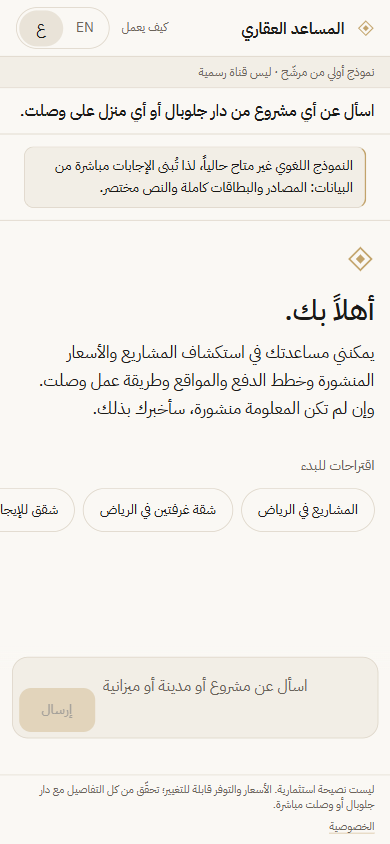 المساعد العقاري
كيف يعمل
EN
ع
نموذج أولي من مرشّح · ليس قناة رسمية
اسأل عن أي مشروع من دار جلوبال أو أي منزل على وصلت.
النموذج اللغوي غير متاح حالياً، لذا تُبنى الإجابات مباشرة من
البيانات: المصادر والبطاقات كاملة والنص مختصر.
أهلاً بك.
يمكنني مساعدتك في استكشاف المشاريع والأسعار
المنشورة وخطط الدفع والمواقع وطريقة عمل وصلت.
وإن لم تكن المعلومة منشورة، سأخبرك بذلك.
اقتراحات للبدء
المشاريع في الرياض
شقة غرفتين في الرياض
شقق للإيجا
اسأل عن مشروع أو مدينة أو ميزانية
إرسال
ليست نصيحة استثمارية. الأسعار والتوفر قابلة للتغيير؛ تحقّق من كل التفاصيل مع دار
جلوبال أو وصلت مباشرة.
الخصوصية